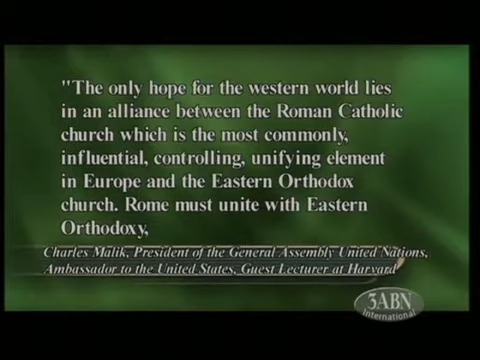 "The only hope for the western world lies
in an alliance between the Roman Catholic
church which is the most commonly,
influential, controlling, unifying element
in Europe and the Eastern Orthodox
church. Rome must unite with Eastern
Orthodoxy,
Charles Malik, President of the General Assembly United Nations,
Ambassador to the United States, Guest Lecturer at Harvard
3ABN
International